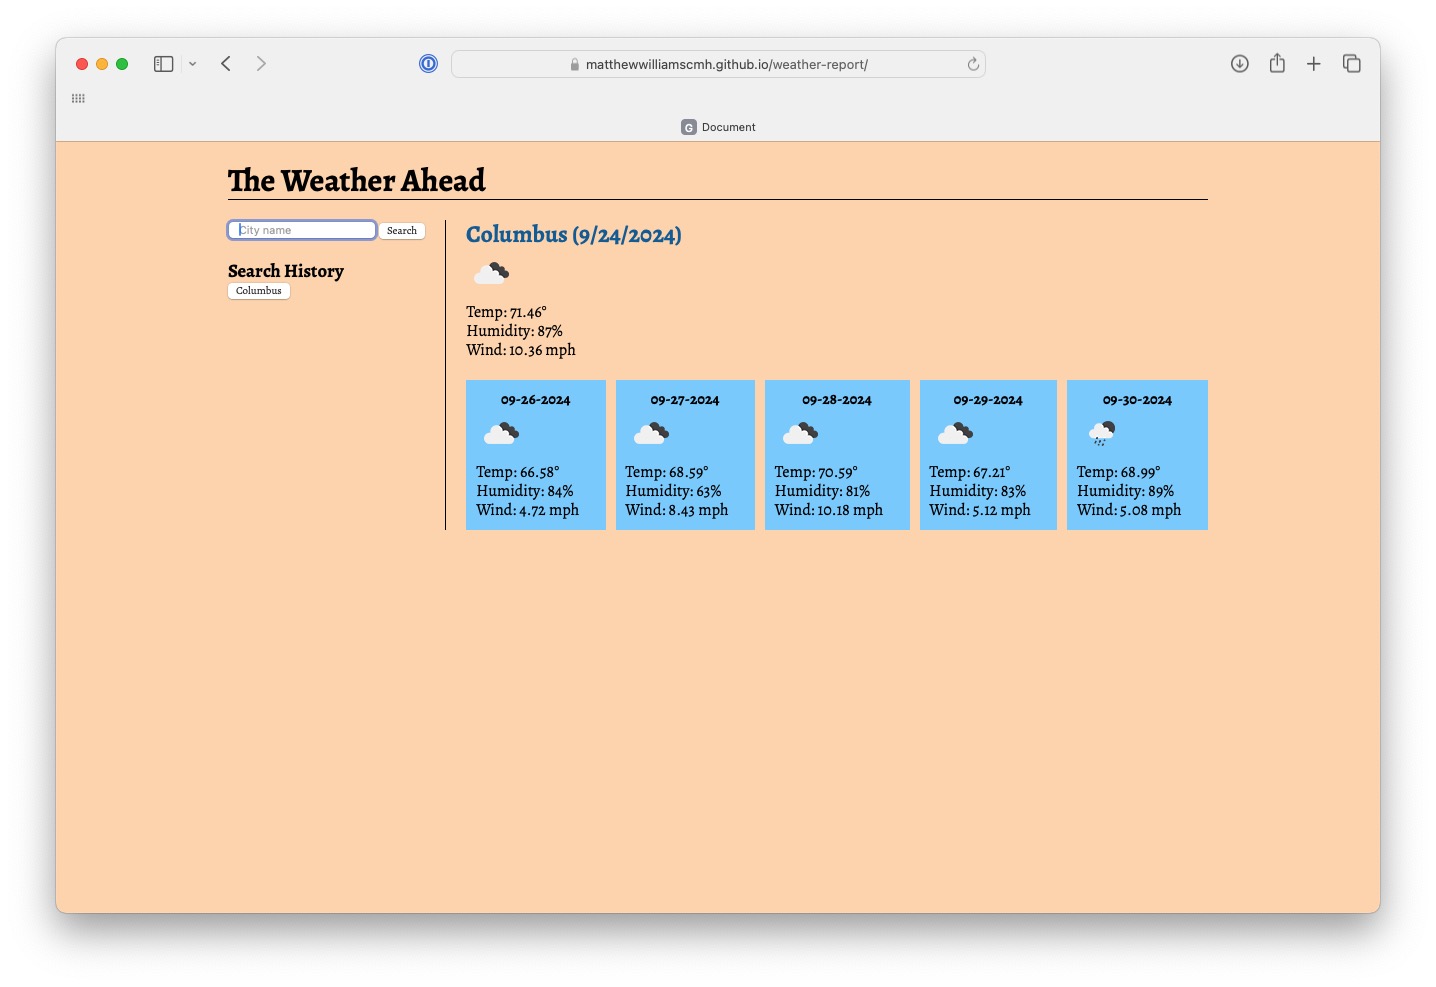 matthewwilliamscmh.github.io/weather-report/
G Document
The Weather Ahead
City name
Search
Search History
Columbus
Columbus (9/24/2024)
Temp: 71.46°
Humidity: 87%
Wind: 10.36 mph
09-26-2024
Temp: 66.58°
Humidity: 84%
Wind: 4.72 mph
09-27-2024
Temp: 68.59°
Humidity: 63%
Wind: 8.43 mph
09-28-2024
Temp: 70.59°
Humidity: 81%
Wind: 10.18 mph
09-29-2024
Temp: 67.21°
Humidity: 83%
Wind: 5.12 mph
09-30-2024
Temp: 68.99°
Humidity: 89%
Wind: 5.08 mph